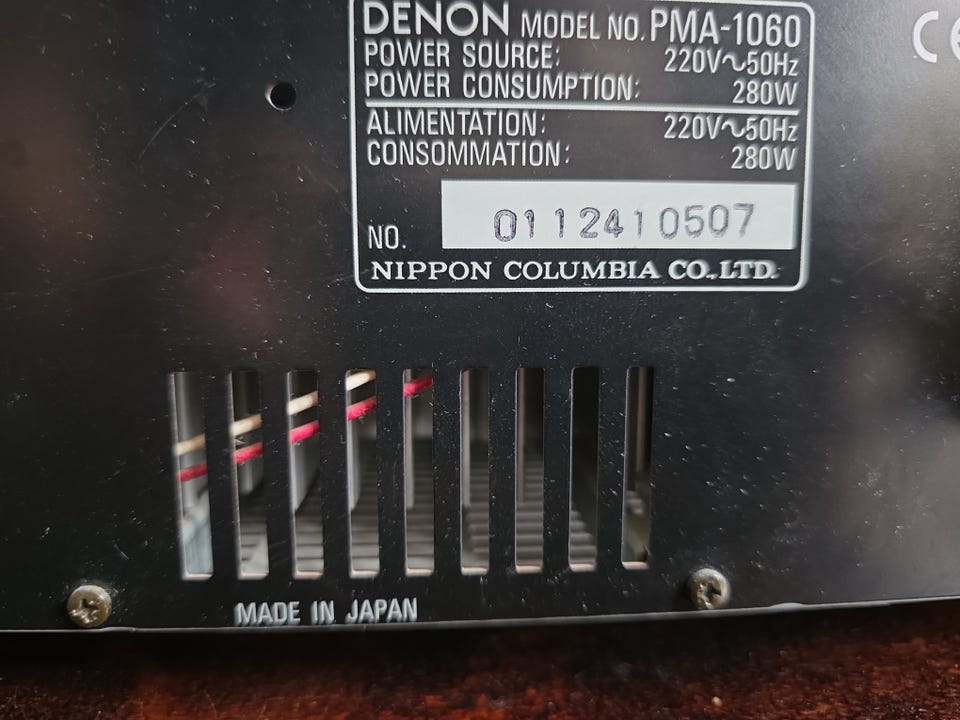 DENON MODEL NO. PMA-1060
POWER SOURCE: 220V~50Hz
POWER CONSUMPTION: 280W
ALIMENTATION: 220V~50Hz
CONSOMMATION: 280W
NO. 0112410507
NIPPON COLUMBIA CO.,LTD.
CE
MADE IN JAPAN